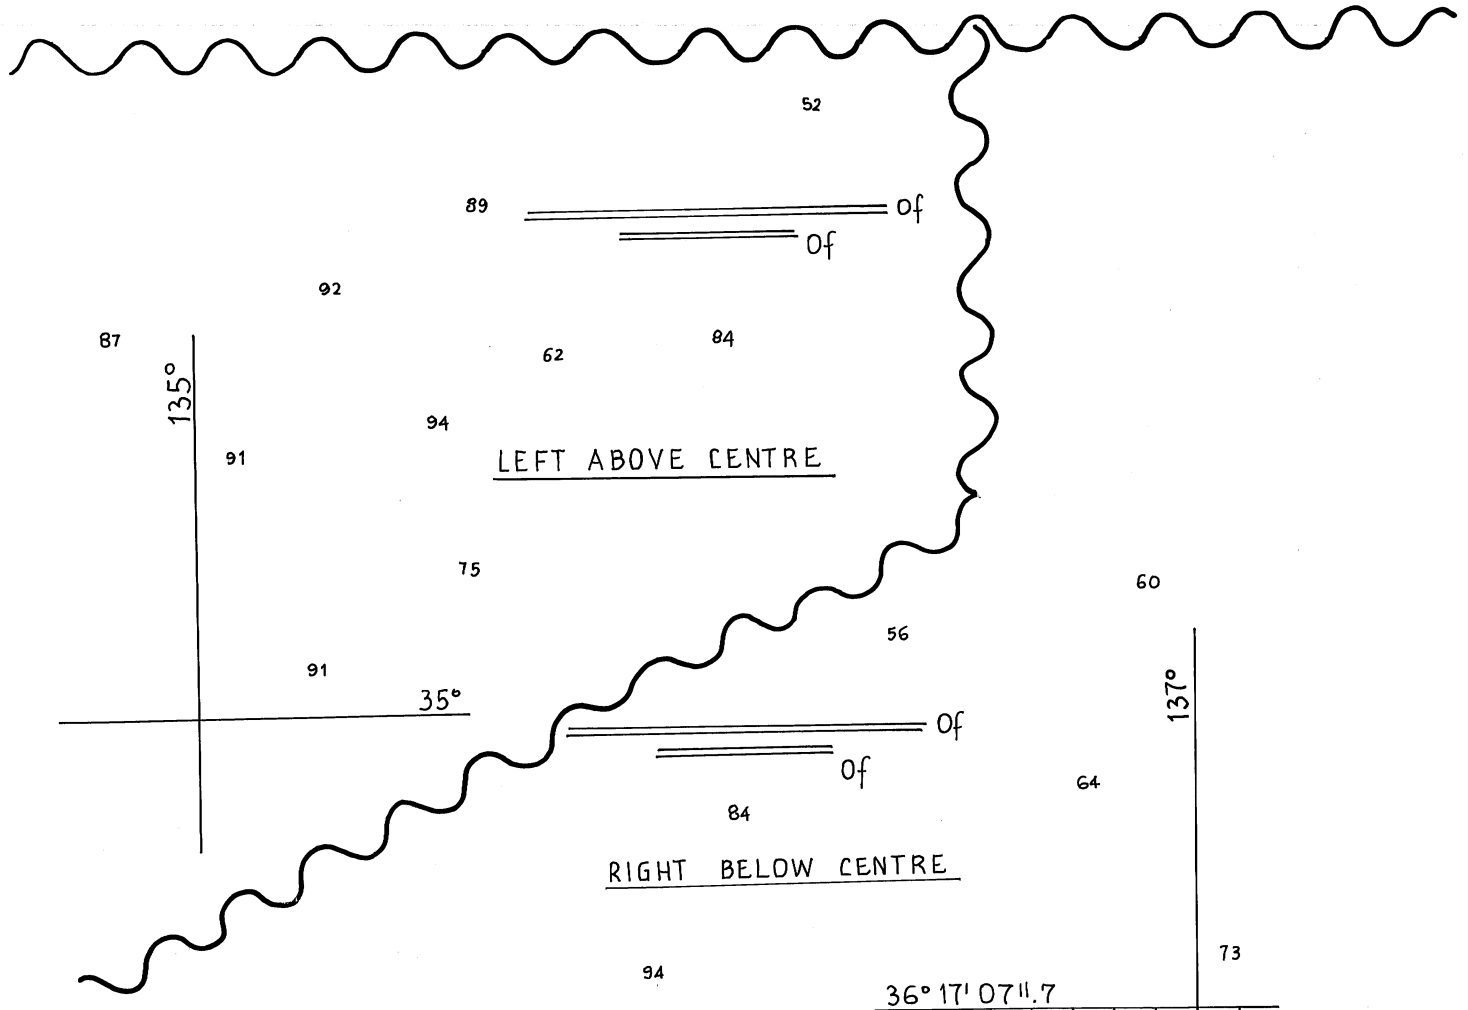 52
89
Of
Of
92
87
135°
62
84
94
91
LEFT ABOVE CENTRE
75
60
56
91
35°
137°
Of
Of
64
84
RIGHT BELOW CENTRE
73
94
36° 17' 07".7